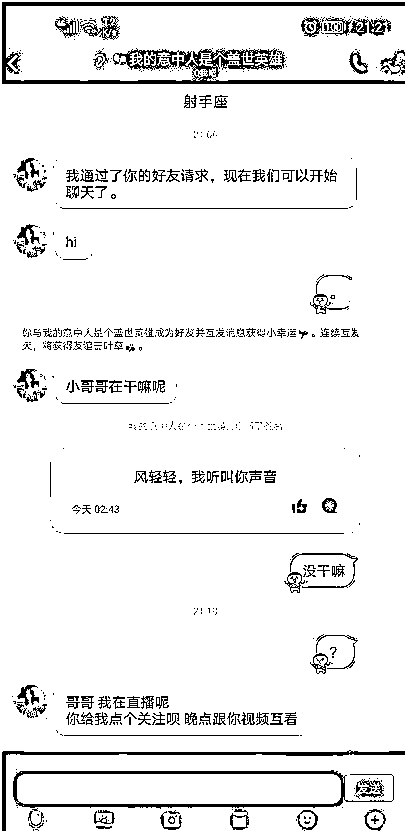 21:21
我的意中人是个盖世英雄
射手座
我通过了你的好友请求，现在我们可以开始
聊天了。
hi
。
你与我的意中人是个盖世英雄成为好友并互发消息获得小幸运。连续互发
天，将获得友谊三叶草。
小哥哥在干嘛呢
风轻轻，我听叫你声音
今天 02:43
没干嘛
21:19
?
哥哥 我在直播呢
你给我点个关注呗 晚点跟你视频互看
发送